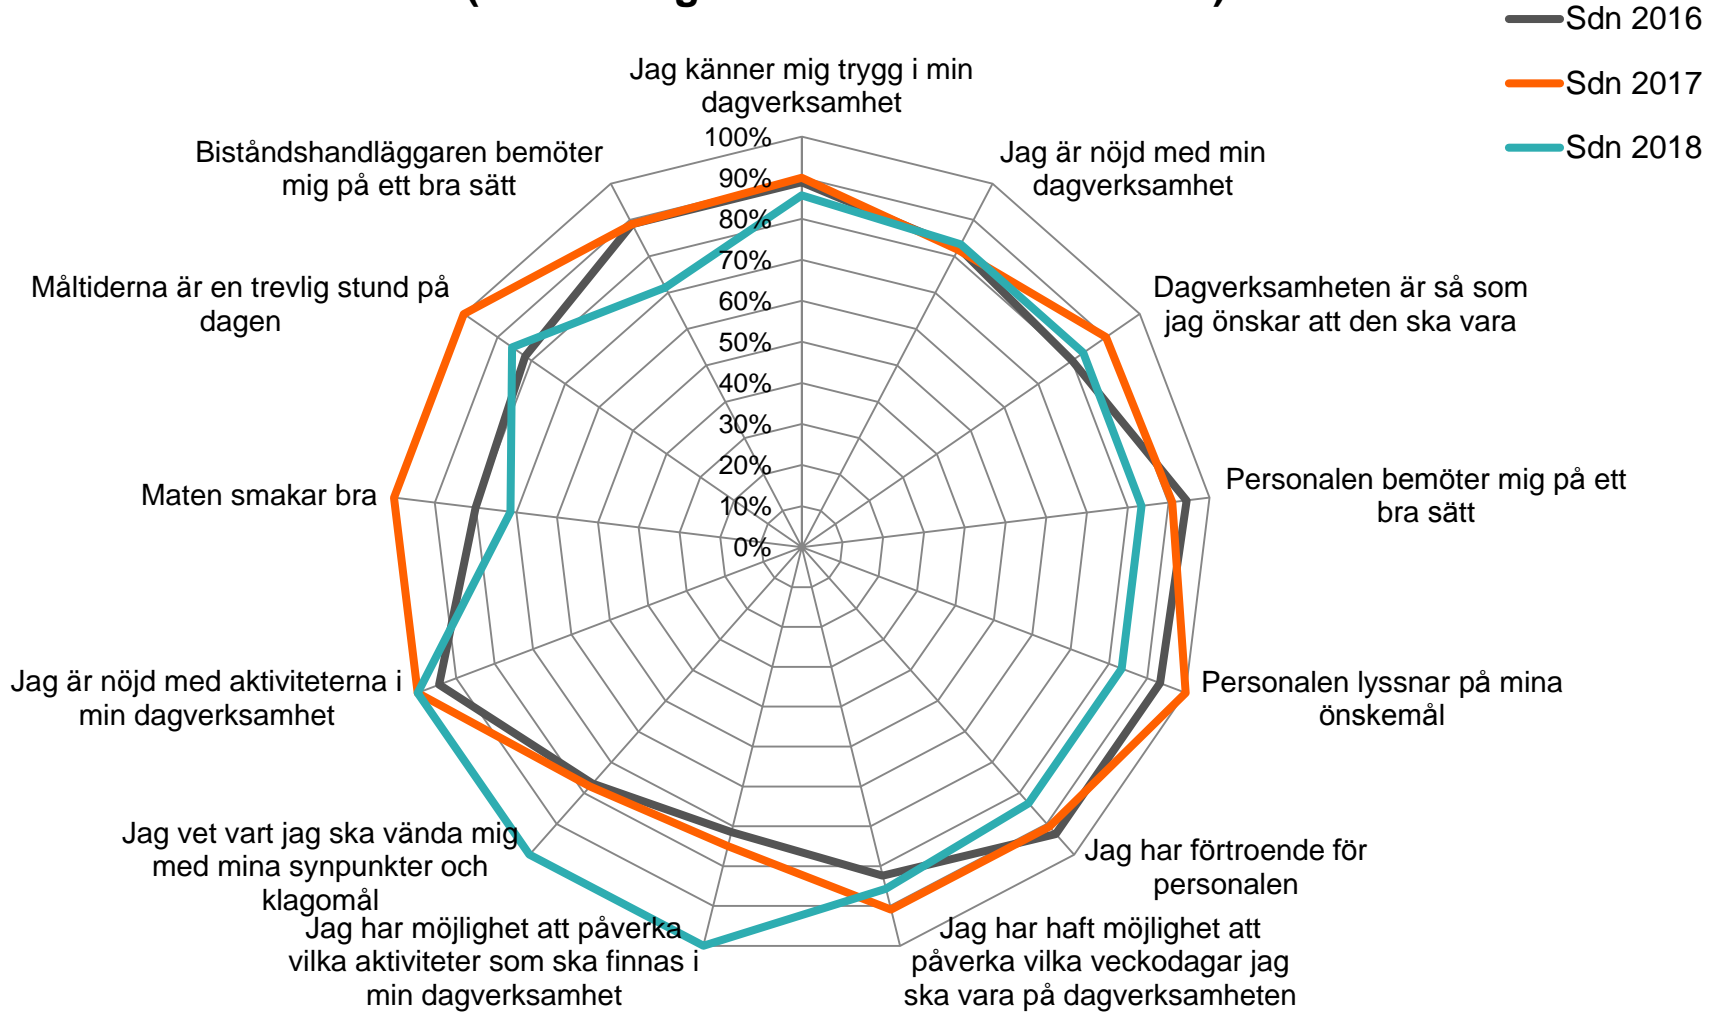 Sdn 2016
Sdn 2017
Sdn 2018
Jag känner mig trygg i min
dagverksamhet
Jag är nöjd med min
dagverksamhet
Dagverksamheten är så som
jag önskar att den ska vara
Personalen bemöter mig på ett
bra sätt
Personalen lyssnar på mina
önskemål
Jag har förtroende för
personalen
Jag har haft möjlighet att
påverka vilka veckodagar jag
ska vara på dagverksamheten
Jag har möjlighet att påverka
vilka aktiviteter som ska finnas i
min dagverksamhet
Jag vet vart jag ska vända mig
med mina synpunkter och
klagomål
Jag är nöjd med aktiviteterna i
min dagverksamhet
Maten smakar bra
Måltiderna är en trevlig stund på
dagen
Biståndshandläggaren bemöter
mig på ett bra sätt
100%
90%
80%
70%
60%
50%
40%
30%
20%
10%
0%